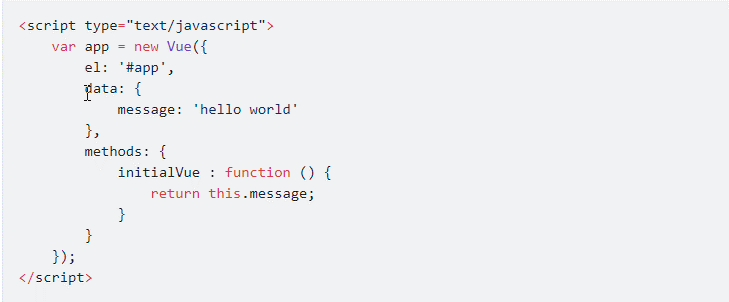 <script type="text/javascript">
    var app = new Vue({
        el: '#app',
        data: {
            message: 'hello world'
        },
        methods: {
            initialVue : function () {
                return this.message;
            }
        }
    });
</script>